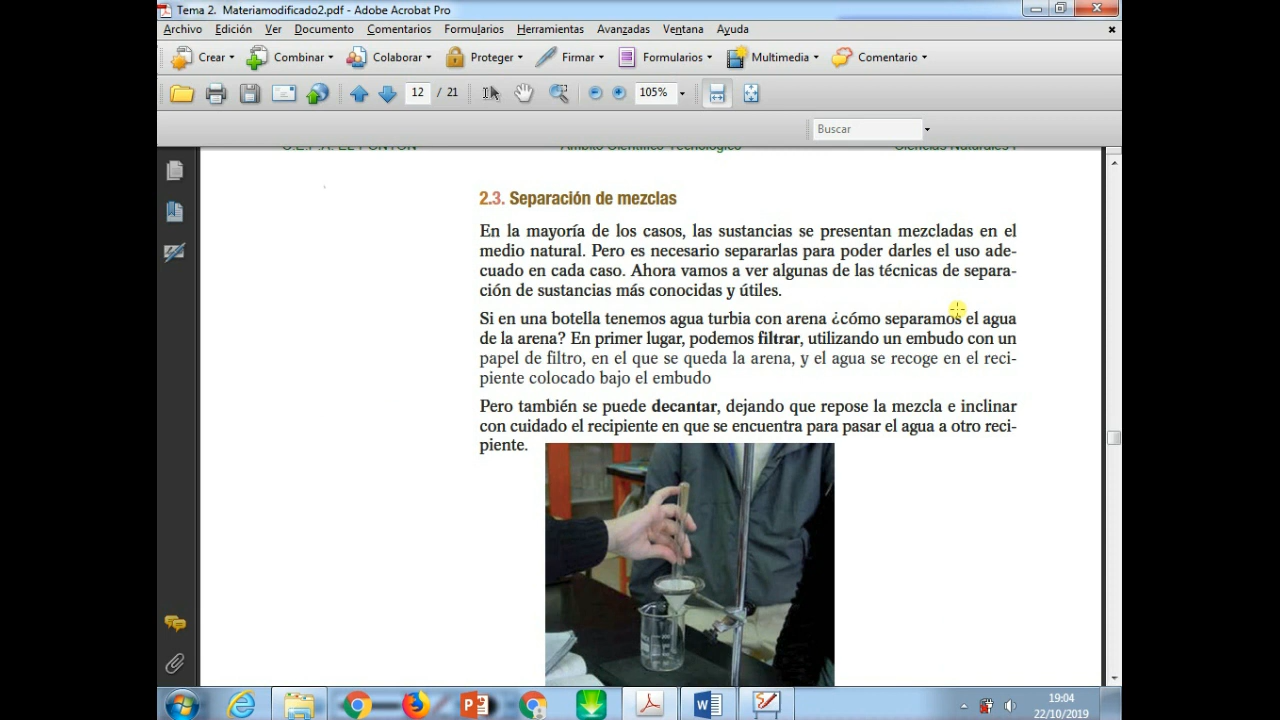 Tema 2. Materiamodificado2.pdf - Adobe Acrobat Pro
Archivo Edición Ver Documento Comentarios Formularios Herramientas Avanzadas Ventana Ayuda
Crear Combinar Colaborar Proteger Firmar Formularios Multimedia Comentario
12 / 21 105%
Buscar
C.E.P.A. EL PONTÓN Ámbito Científico Tecnológico Ciencias Naturales I
2.3. Separación de mezclas
En la mayoría de los casos, las sustancias se presentan mezcladas en el
medio natural. Pero es necesario separarlas para poder darles el uso ade-
cuado en cada caso. Ahora vamos a ver algunas de las técnicas de separa-
ción de sustancias más conocidas y útiles.
Si en una botella tenemos agua turbia con arena ¿cómo separamos el agua
de la arena? En primer lugar, podemos filtrar, utilizando un embudo con un
papel de filtro, en el que se queda la arena, y el agua se recoge en el reci-
piente colocado bajo el embudo
Pero también se puede decantar, dejando que repose la mezcla e inclinar
con cuidado el recipiente en que se encuentra para pasar el agua a otro reci-
piente.
19:04
22/10/2019